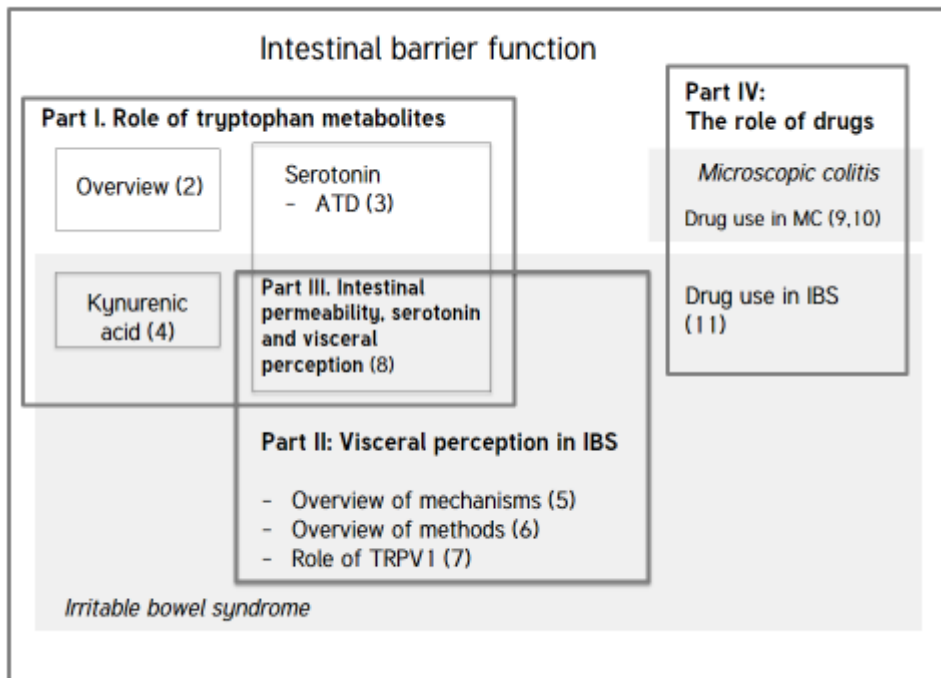 Intestinal barrier function
Part I. Role of tryptophan metabolites
Overview (2)
Serotonin
- ATD (3)
Kynurenic
acid (4)
Part III. Intestinal
permeability, serotonin
and visceral
perception (8)
Part II: Visceral perception in IBS
- Overview of mechanisms (5)
- Overview of methods (6)
- Role of TRPV1 (7)
Irritable bowel syndrome
Part IV:
The role of drugs
Microscopic colitis
Drug use in MC (9,10)
Drug use in IBS
(11)